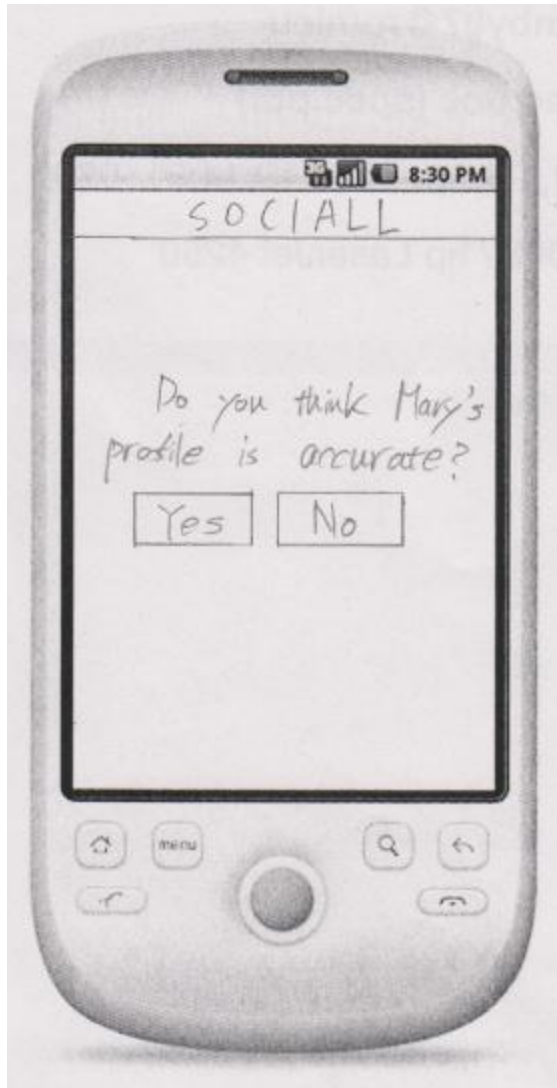 8:30 PM
SOCIALL
Do you think Mary's
profile is accurate?
Yes No
menu